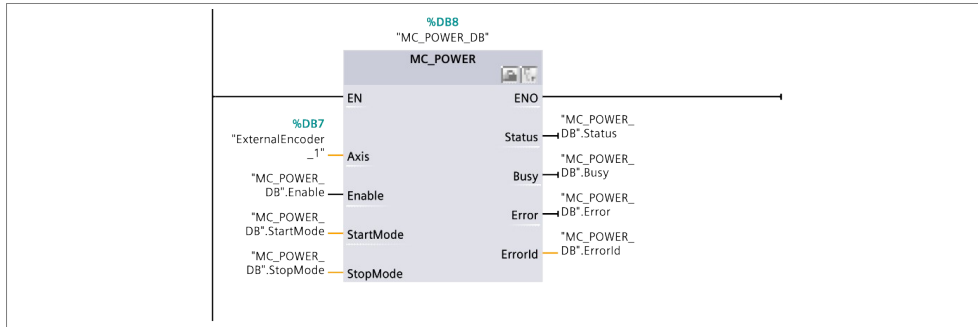 %DB8
"MC_POWER_DB"
MC_POWER
EN
ENO
%DB7
"ExternalEncoder
_1"
Axis
"MC_POWER_
DB".Enable
Enable
"MC_POWER_
DB".StartMode
StartMode
"MC_POWER_
DB".StopMode
StopMode
Status
"MC_POWER_
DB".Status
Busy
"MC_POWER_
DB".Busy
Error
"MC_POWER_
DB".Error
ErrorId
"MC_POWER_
DB".ErrorId